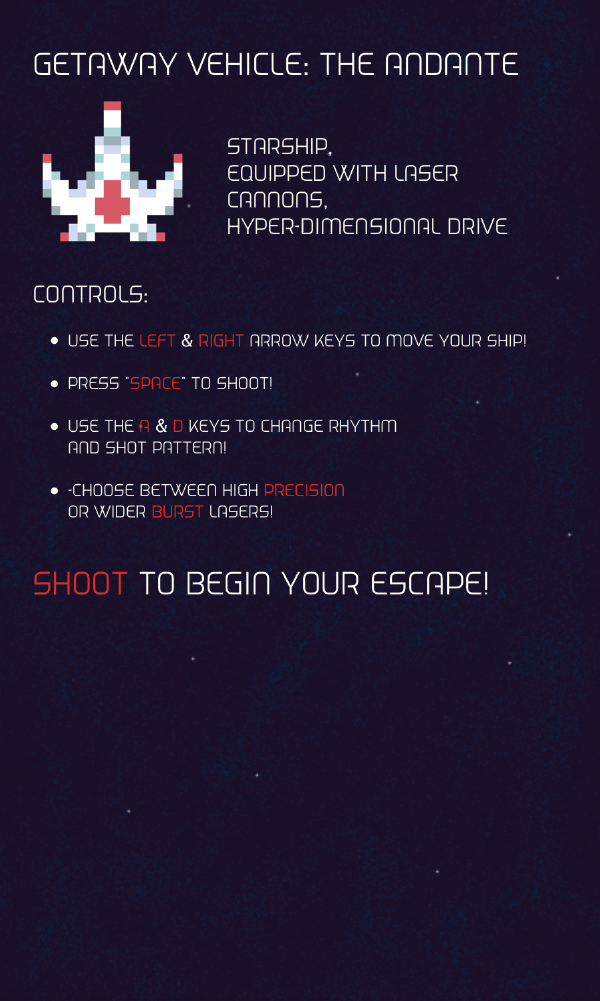 GETAWAY VEHICLE: THE ANDANTE
STARSHIP,
EQUIPPED WITH LASER
CANNONS,
HYPER-DIMENSIONAL DRIVE
CONTROLS:
● USE THE LEFT & RIGHT ARROW KEYS TO MOVE YOUR SHIP!
● PRESS "SPACE" TO SHOOT!
● USE THE A & D KEYS TO CHANGE RHYTHM
AND SHOT PATTERN!
● -CHOOSE BETWEEN HIGH PRECISION
OR WIDER BURST LASERS!
SHOOT TO BEGIN YOUR ESCAPE!